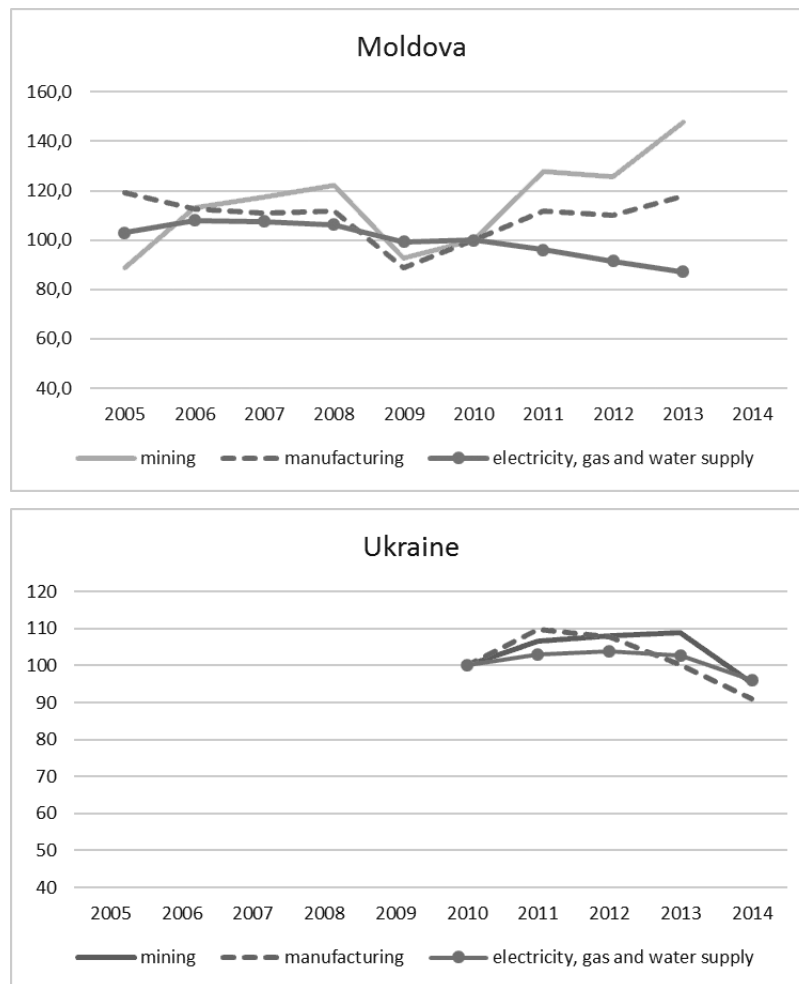 Moldova
160,0
140,0
120,0
100,0
80,0
60,0
40,0
2005 2006 2007 2008 2009 2010 2011 2012 2013 2014
mining manufacturing electricity, gas and water supply
Ukraine
120
110
100
90
80
70
60
50
40
2005 2006 2007 2008 2009 2010 2011 2012 2013 2014
mining manufacturing electricity, gas and water supply